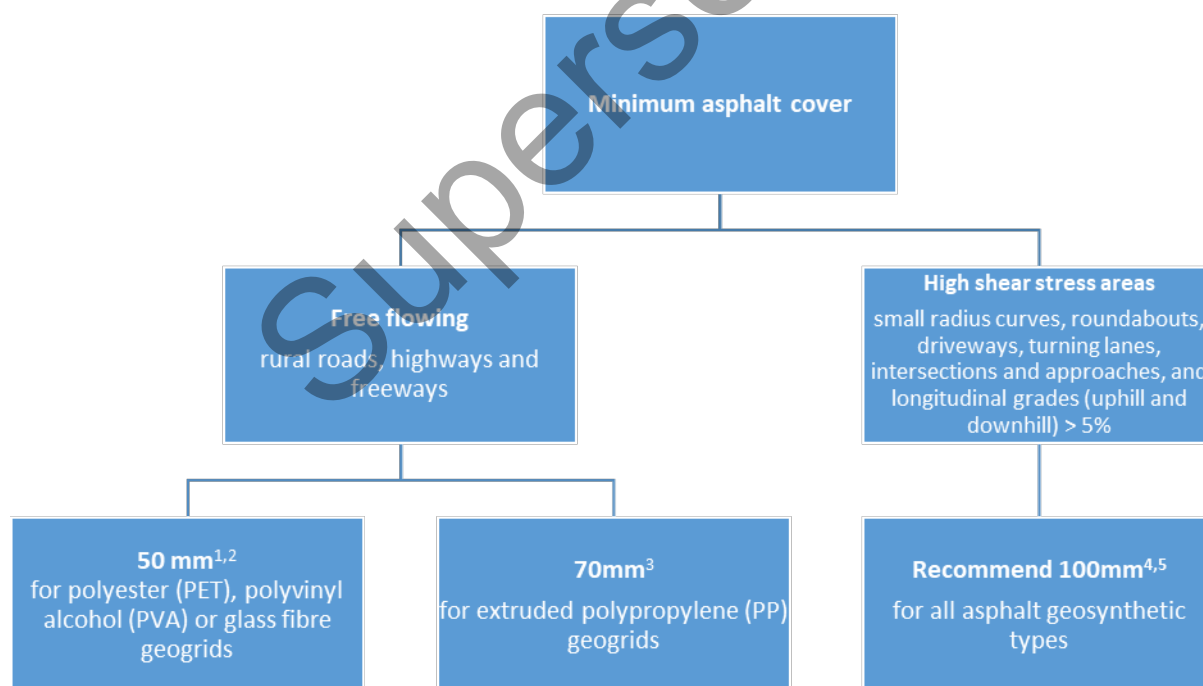 Superse
Minimum asphalt cover
Free flowing
rural roads, highways and
freeways
High shear stress areas
small radius curves, roundabouts,
driveways, turning lanes,
intersections and approaches, and
longitudinal grades (uphill and
downhill) > 5%
50 mm1,2
for polyester (PET), polyvinyl
alcohol (PVA) or glass fibre
geogrids
70mm3
for extruded polypropylene (PP)
geogrids
Recommend 100mm4,5
for all asphalt geosynthetic
types